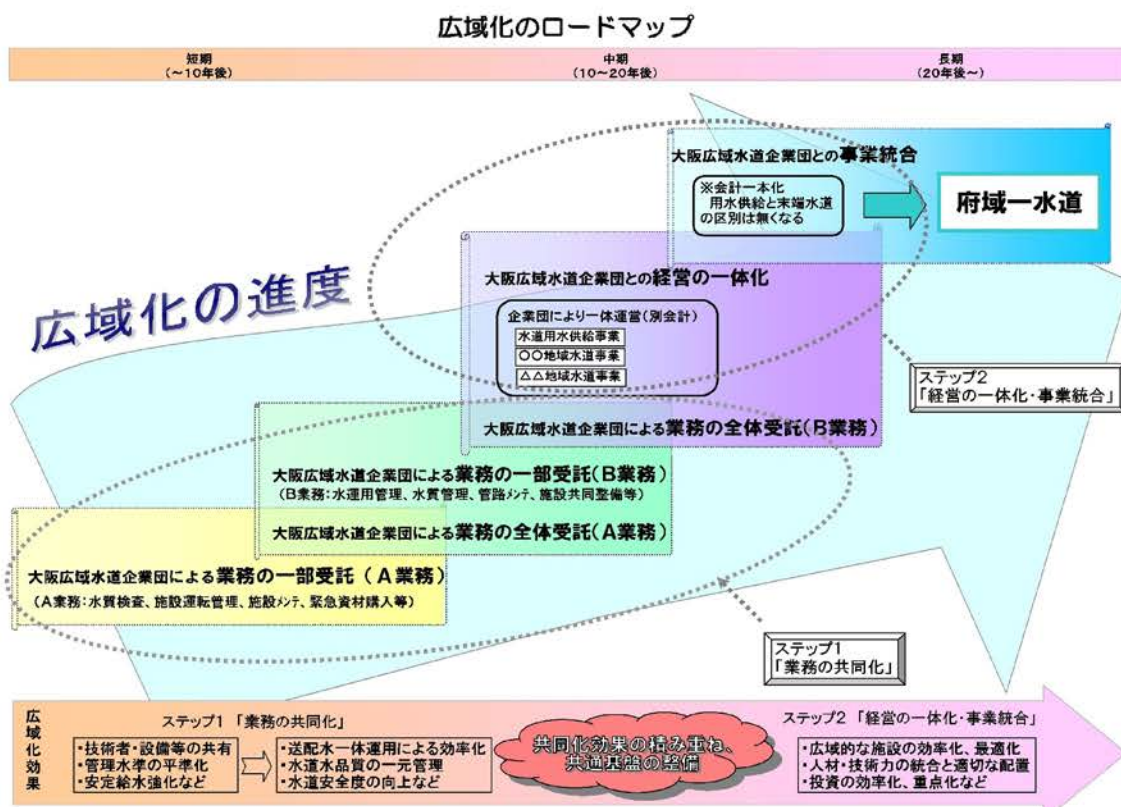 広域化のロードマップ
短期
(～10年後)
中期
(10～20年後)
長期
(20年後～)
大阪広域水道企業団との事業統合
※会計一本化
用水供給と末端水道
の区別は無くなる
府域一水道
広域化の進度
大阪広域水道企業団との経営の一体化
企業団により一体運営(別会計)
水道用水供給事業
○○地域水道事業
△△地域水道事業
大阪広域水道企業団による業務の全体受託(B業務)
ステップ2
「経営の一体化・事業統合」
大阪広域水道企業団による業務の一部受託(B業務)
(B業務:水運用管理、水質管理、管路ﾒﾝﾃ、施設共同整備等)
大阪広域水道企業団による業務の全体受託(A業務)
大阪広域水道企業団による業務の一部受託(A業務)
(A業務:水質検査、施設運転管理、施設ﾒﾝﾃ、緊急資材購入等)
ステップ1
「業務の共同化」
広域化効果
ステップ1 「業務の共同化」
・技術者・設備等の共有
・管理水準の平準化
・安定給水強化など
・送配水一体運用による効率化
・水道水品質の一元管理
・水道安全度の向上など
共同化効果の積み重ね、
共通基盤の整備
ステップ2 「経営の一体化・事業統合」
・広域的な施設の効率化、最適化
・人材・技術力の統合と適切な配置
・投資の効率化、重点化など